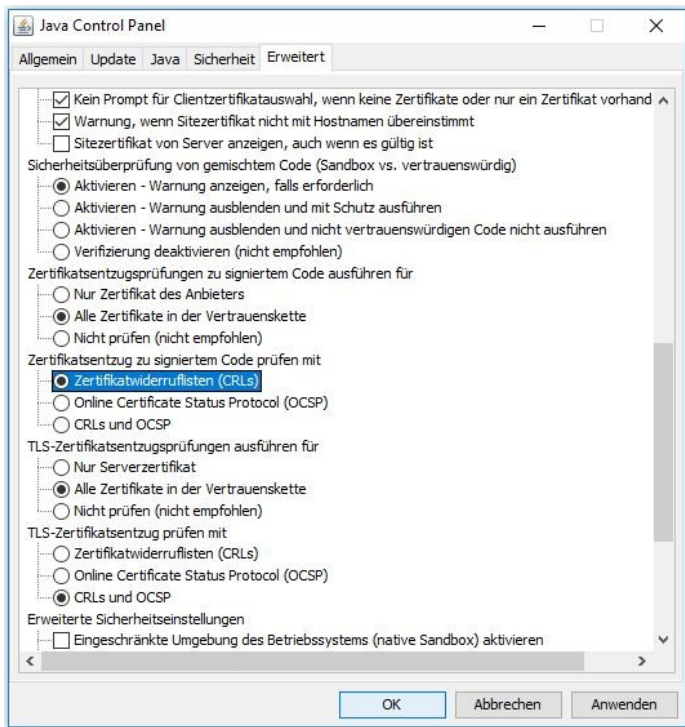 Java Control Panel
Allgemein Update Java Sicherheit Erweitert
Kein Prompt für Clientzertifikatauswahl, wenn keine Zertifikate oder nur ein Zertifikat vorhand
Warnung, wenn Sitezertifikat nicht mit Hostnamen übereinstimmt
Sitezertifikat von Server anzeigen, auch wenn es gültig ist
Sicherheitsüberprüfung von gemischtem Code (Sandbox vs. vertrauenswürdig)
Aktivieren - Warnung anzeigen, falls erforderlich
Aktivieren - Warnung ausblenden und mit Schutz ausführen
Aktivieren - Warnung ausblenden und nicht vertrauenswürdigen Code nicht ausführen
Verifizierung deaktivieren (nicht empfohlen)
Zertifikatsentzugsprüfungen zu signiertem Code ausführen für
Nur Zertifikat des Anbieters
Alle Zertifikate in der Vertrauenskette
Nicht prüfen (nicht empfohlen)
Zertifikatsentzug zu signiertem Code prüfen mit
Zertifikatwiderruflisten (CRLs)
Online Certificate Status Protocol (OCSP)
CRLs und OCSP
TLS-Zertifikatsentzugsprüfungen ausführen für
Nur Serverzertifikat
Alle Zertifikate in der Vertrauenskette
Nicht prüfen (nicht empfohlen)
TLS-Zertifikatsentzug prüfen mit
Zertifikatwiderruflisten (CRLs)
Online Certificate Status Protocol (OCSP)
CRLs und OCSP
Erweiterte Sicherheitseinstellungen
Eingeschränkte Umgebung des Betriebssystems (native Sandbox) aktivieren
OK Abbrechen Anwenden